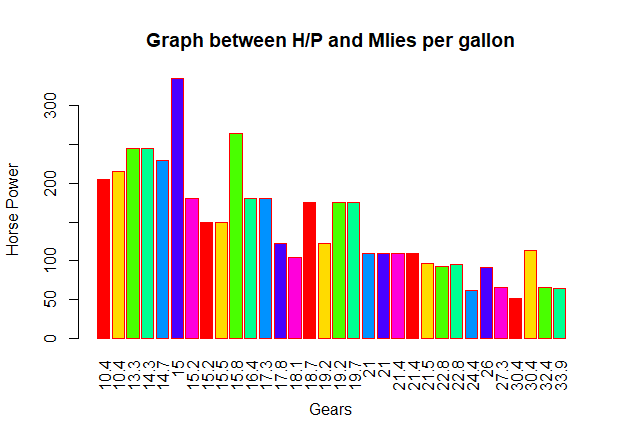 Graph between H/P and Mlies per gallon
Horse Power
300
200
100
50
0
10.4 10.4 13.3 14.3 14.7 15 15.2 15.2 15.5 15.8 16.4 17.3 17.8 18.1 18.7 19.2 19.2 19.7 21 21 21.4 21.4 21.5 22.8 22.8 24.4 26 27.3 30.4 30.4 32.4 33.9
Gears